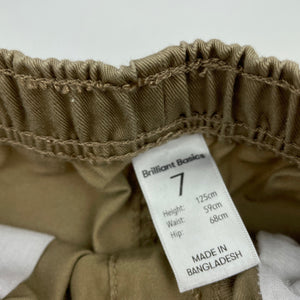 Brilliant Basics
7
Height: 125cm
Waist: 59cm
Hip: 68cm
MADE IN
BANGLADESH